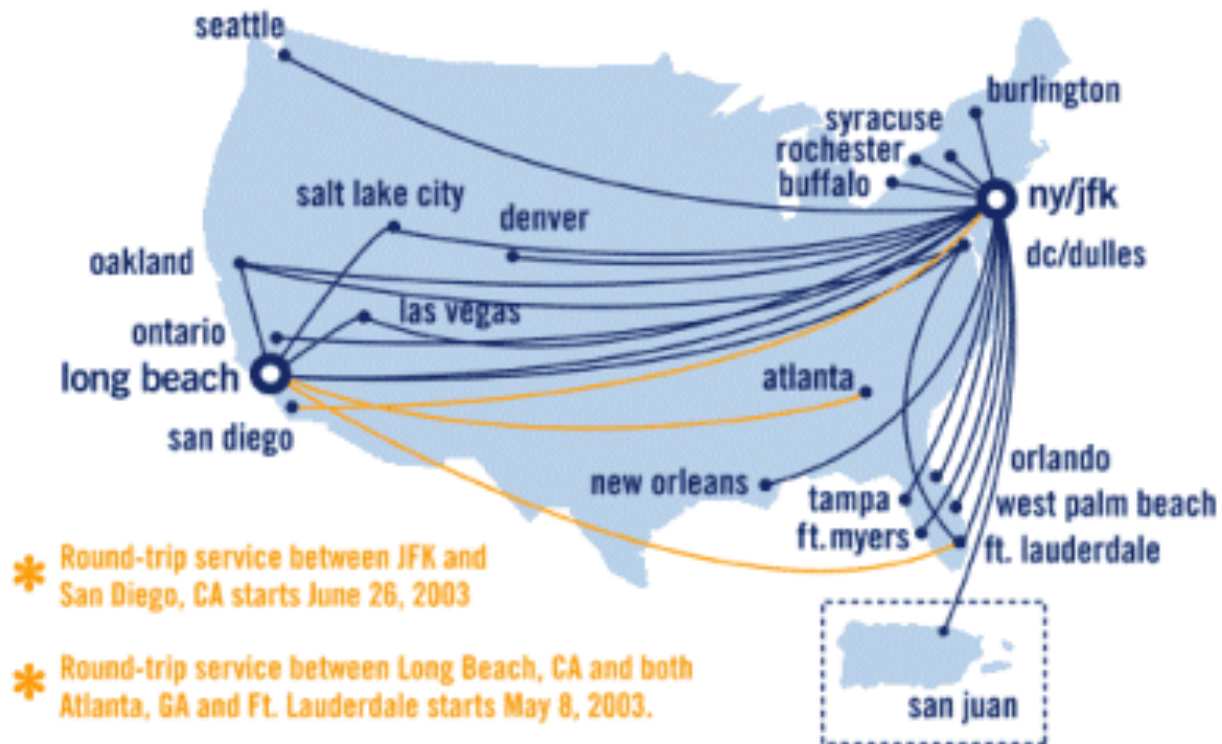 seattle
burlington
syracuse
rochester
buffalo
salt lake city
ny/jfk
denver
dc/dulles
oakland
las vegas
ontario
long beach
atlanta
san diego
orlando
new orleans
tampa
west palm beach
ft. myers
ft. lauderdale
* Round-trip service between JFK and
San Diego, CA starts June 26, 2003
* Round-trip service between Long Beach, CA and both
Atlanta, GA and Ft. Lauderdale starts May 8, 2003.
san juan